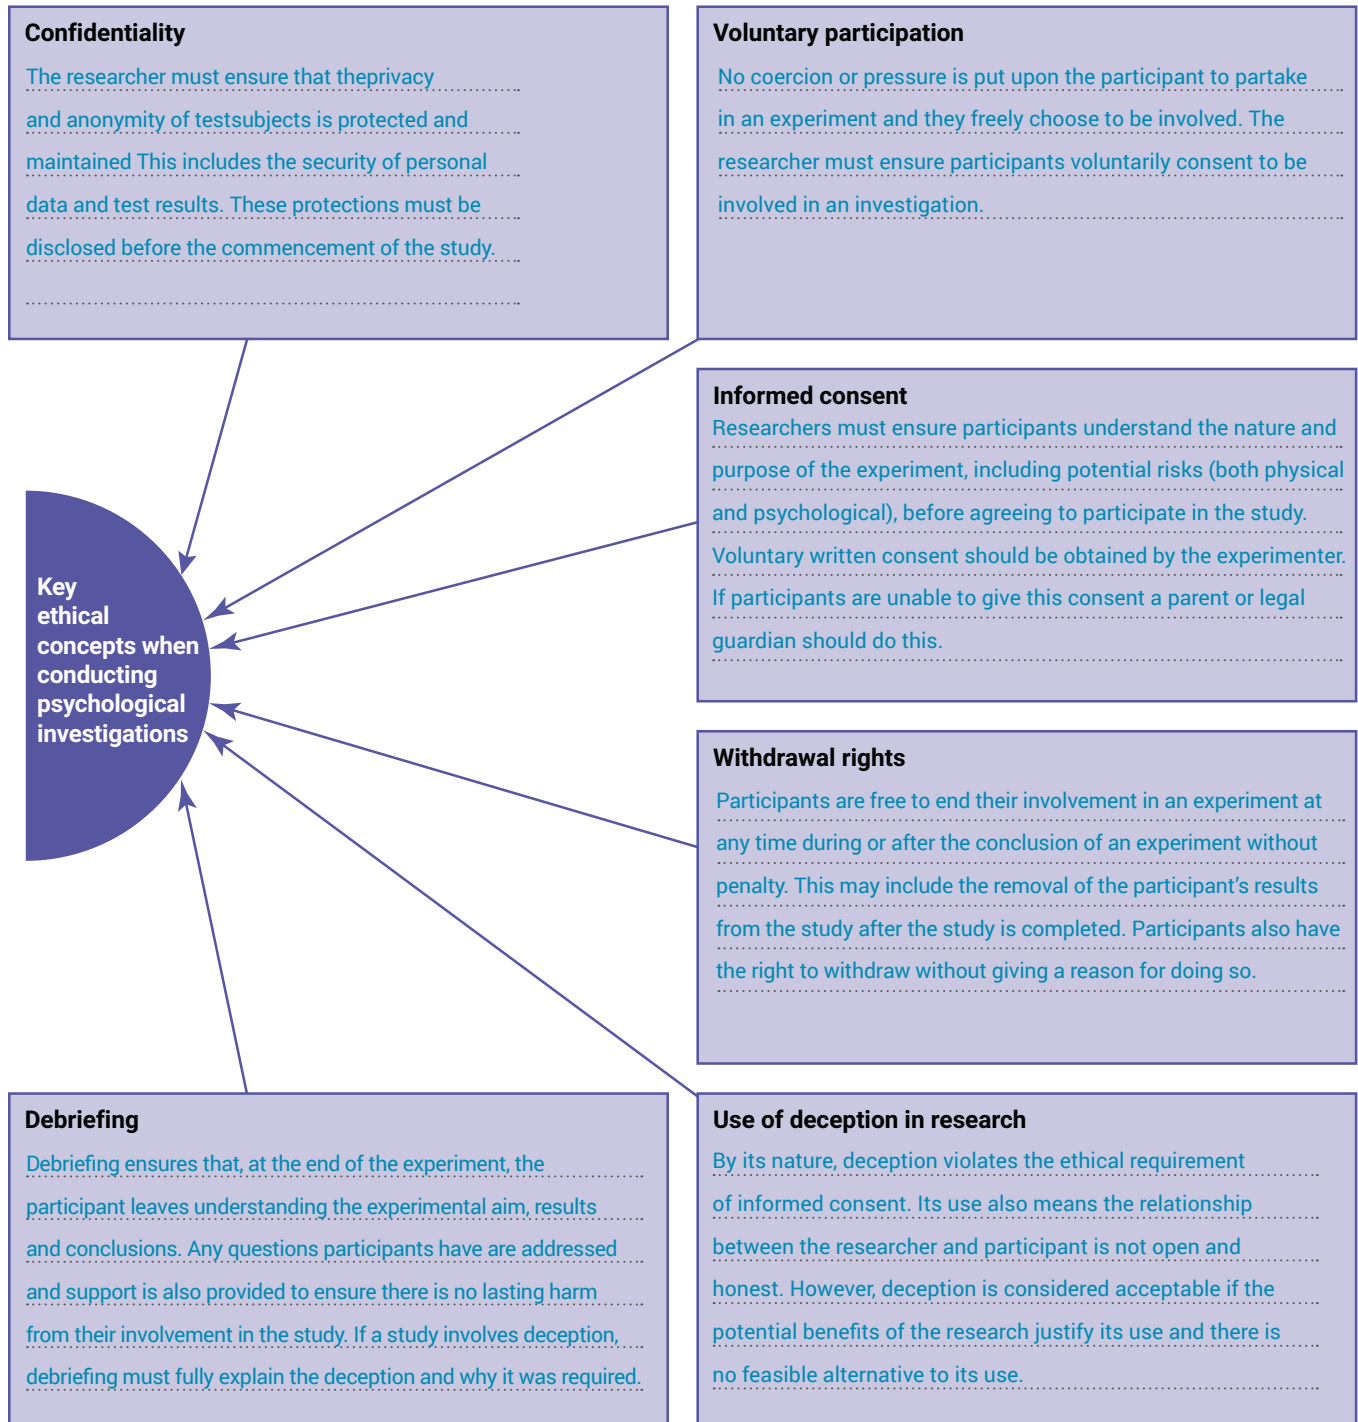 Confidentiality
The researcher must ensure that theprivacy
and anonymity of testsubjects is protected and
maintained This includes the security of personal
data and test results. These protections must be
disclosed before the commencement of the study.
Voluntary participation
No coercion or pressure is put upon the participant to partake
in an experiment and they freely choose to be involved. The
researcher must ensure participants voluntarily consent to be
involved in an investigation.
Informed consent
Researchers must ensure participants understand the nature and
purpose of the experiment, including potential risks (both physical
and psychological), before agreeing to participate in the study.
Voluntary written consent should be obtained by the experimenter.
If participants are unable to give this consent a parent or legal
guardian should do this.
Key
ethical
concepts when
conducting
psychological
investigations
Withdrawal rights
Participants are free to end their involvement in an experiment at
any time during or after the conclusion of an experiment without
penalty. This may include the removal of the participant’s results
from the study after the study is completed. Participants also have
the right to withdraw without giving a reason for doing so.
Debriefing
Debriefing ensures that, at the end of the experiment, the
participant leaves understanding the experimental aim, results
and conclusions. Any questions participants have are addressed
and support is also provided to ensure there is no lasting harm
from their involvement in the study. If a study involves deception,
debriefing must fully explain the deception and why it was required.
Use of deception in research
By its nature, deception violates the ethical requirement
of informed consent. Its use also means the relationship
between the researcher and participant is not open and
honest. However, deception is considered acceptable if the
potential benefits of the research justify its use and there is
no feasible alternative to its use.